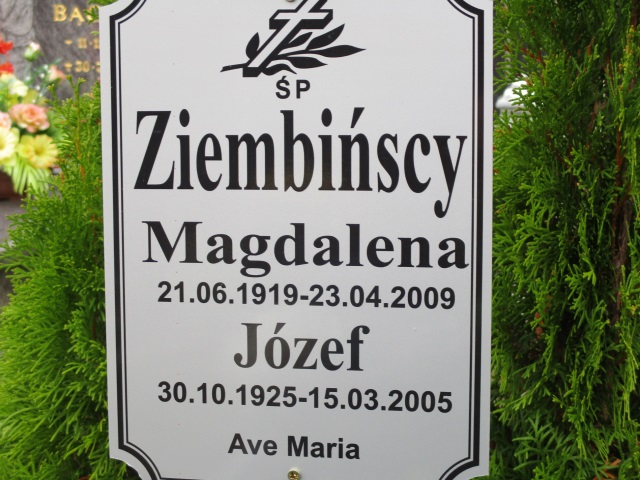 ŚP
Ziembińscy
Magdalena
21.06.1919-23.04.2009
Józef
30.10.1925-15.03.2005
Ave Maria